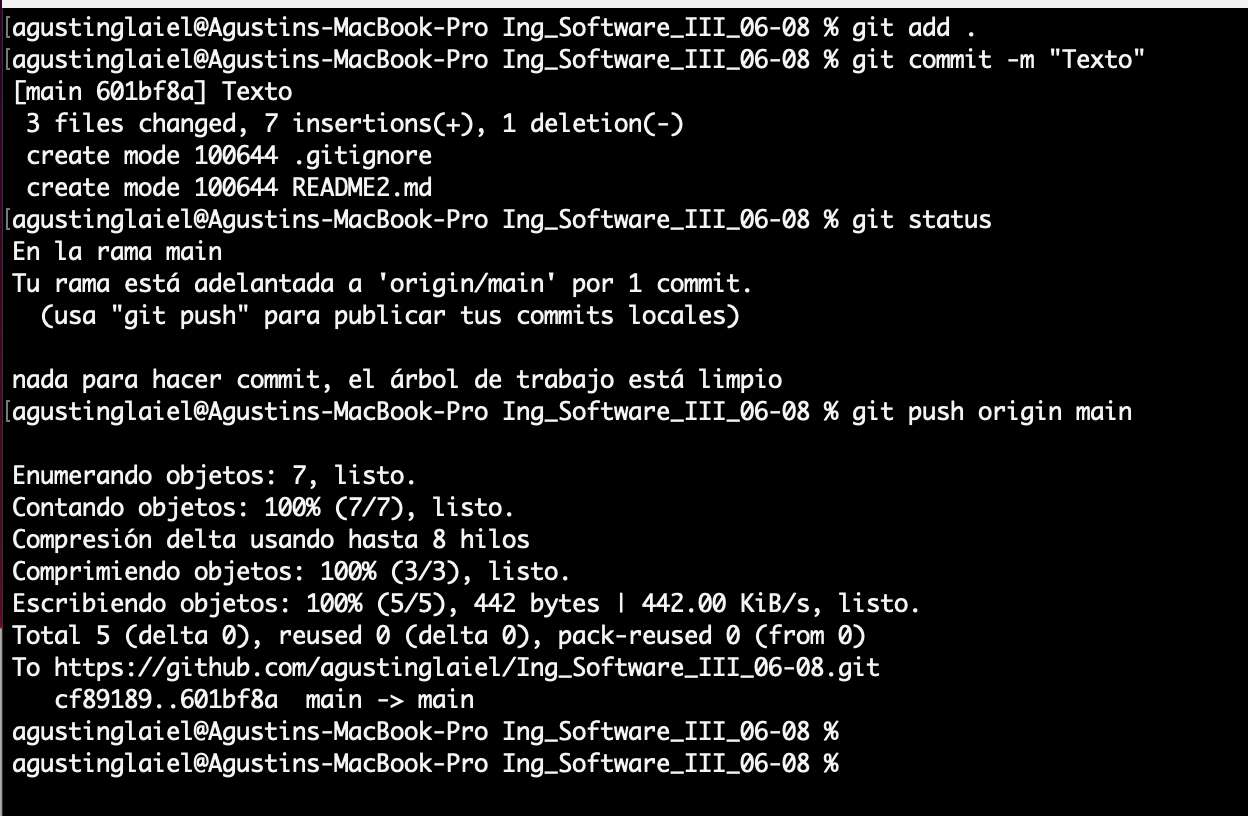 [agustinglaiel@Agustins-MacBook-Pro Ing_Software_III_06-08 % git add .
[agustinglaiel@Agustins-MacBook-Pro Ing_Software_III_06-08 % git commit -m "Texto"
[main 601bf8a] Texto
 3 files changed, 7 insertions(+), 1 deletion(-)
 create mode 100644 .gitignore
 create mode 100644 README2.md
[agustinglaiel@Agustins-MacBook-Pro Ing_Software_III_06-08 % git status
En la rama main
Tu rama está adelantada a 'origin/main' por 1 commit.
  (usa "git push" para publicar tus commits locales)

nada para hacer commit, el árbol de trabajo está limpio
[agustinglaiel@Agustins-MacBook-Pro Ing_Software_III_06-08 % git push origin main

Enumerando objetos: 7, listo.
Contando objetos: 100% (7/7), listo.
Compresión delta usando hasta 8 hilos
Comprimiendo objetos: 100% (3/3), listo.
Escribiendo objetos: 100% (5/5), 442 bytes | 442.00 KiB/s, listo.
Total 5 (delta 0), reused 0 (delta 0), pack-reused 0 (from 0)
To https://github.com/agustinglaiel/Ing_Software_III_06-08.git
   cf89189..601bf8a  main -> main
agustinglaiel@Agustins-MacBook-Pro Ing_Software_III_06-08 %
agustinglaiel@Agustins-MacBook-Pro Ing_Software_III_06-08 %